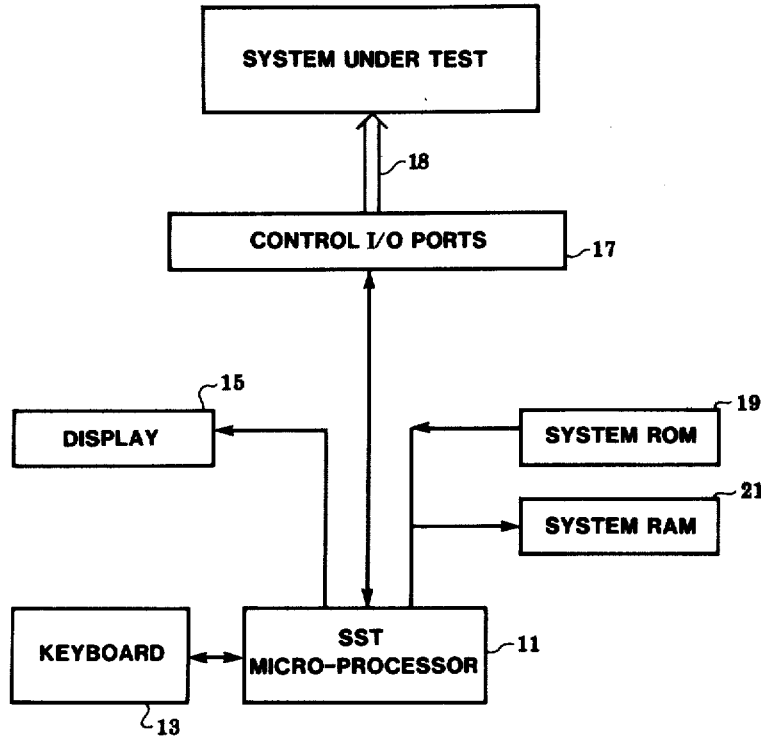 SYSTEM UNDER TEST
18
CONTROL I/O PORTS
17
15
DISPLAY
19
SYSTEM ROM
21
SYSTEM RAM
KEYBOARD
13
SST
MICRO-PROCESSOR
11